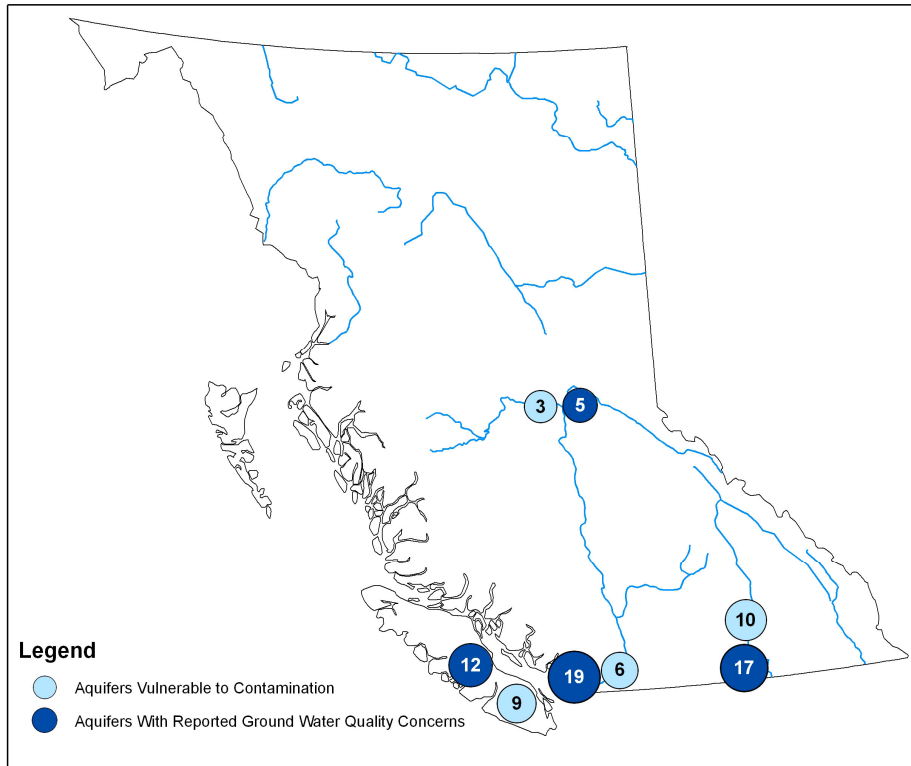 3
5
10
12
19
6
17
9
Legend
Aquifers Vulnerable to Contamination
Aquifers With Reported Ground Water Quality Concerns